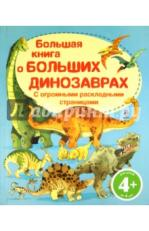 Большая
книга
о БОЛЬШИХ
ДИНОЗАВРАХ
С огромными раскладными
страницами
4+